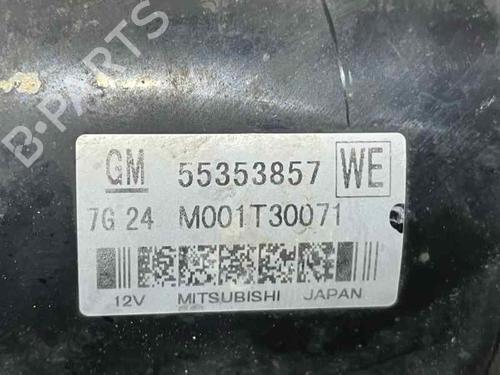 B-PARTS
GM 55353857 WE
7G 24 M001T30071
12V MITSUBISHI JAPAN